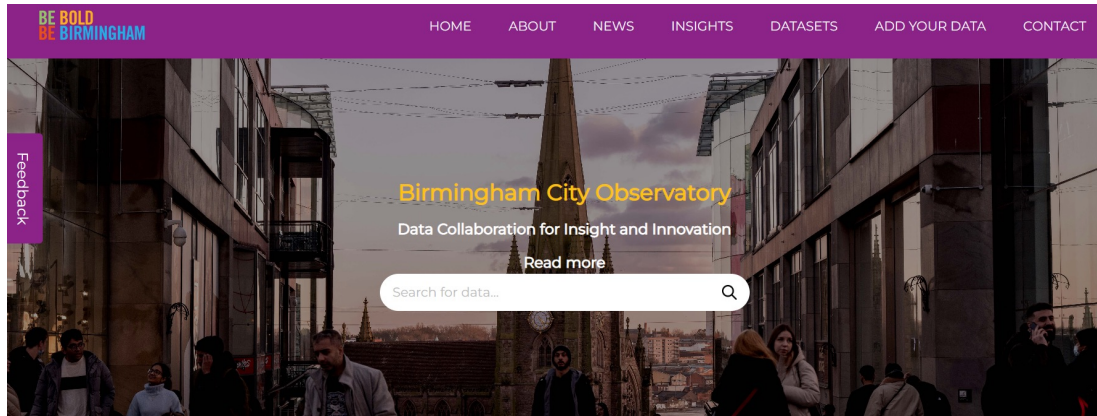 BE BOLD
BE BIRMINGHAM
HOME ABOUT NEWS INSIGHTS DATASETS ADD YOUR DATA CONTACT
Feedback
Birmingham City Observatory
Data Collaboration for Insight and Innovation
Read more
Search for data...